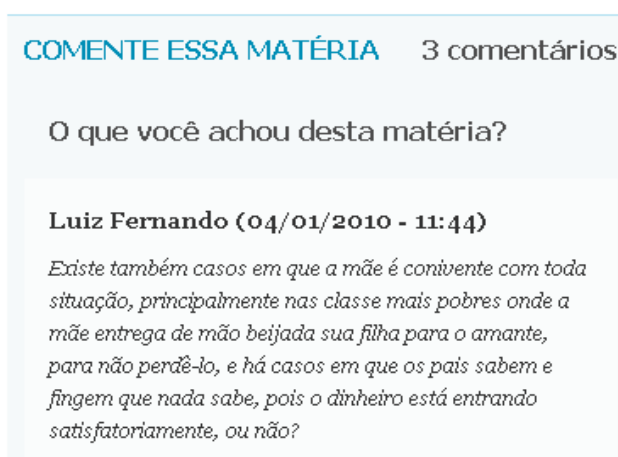 COMENTE ESSA MATÉRIA 3 comentários
O que você achou desta matéria?
Luiz Fernando (04/01/2010 - 11:44)
Existe também casos em que a mãe é conivente com toda
situação, principalmente nas classe mais pobres onde a
mãe entrega de mão beijada sua filha para o amante,
para não perdê-lo, e há casos em que os pais sabem e
fingem que nada sabe, pois o dinheiro está entrando
satisfatoriamente, ou não?